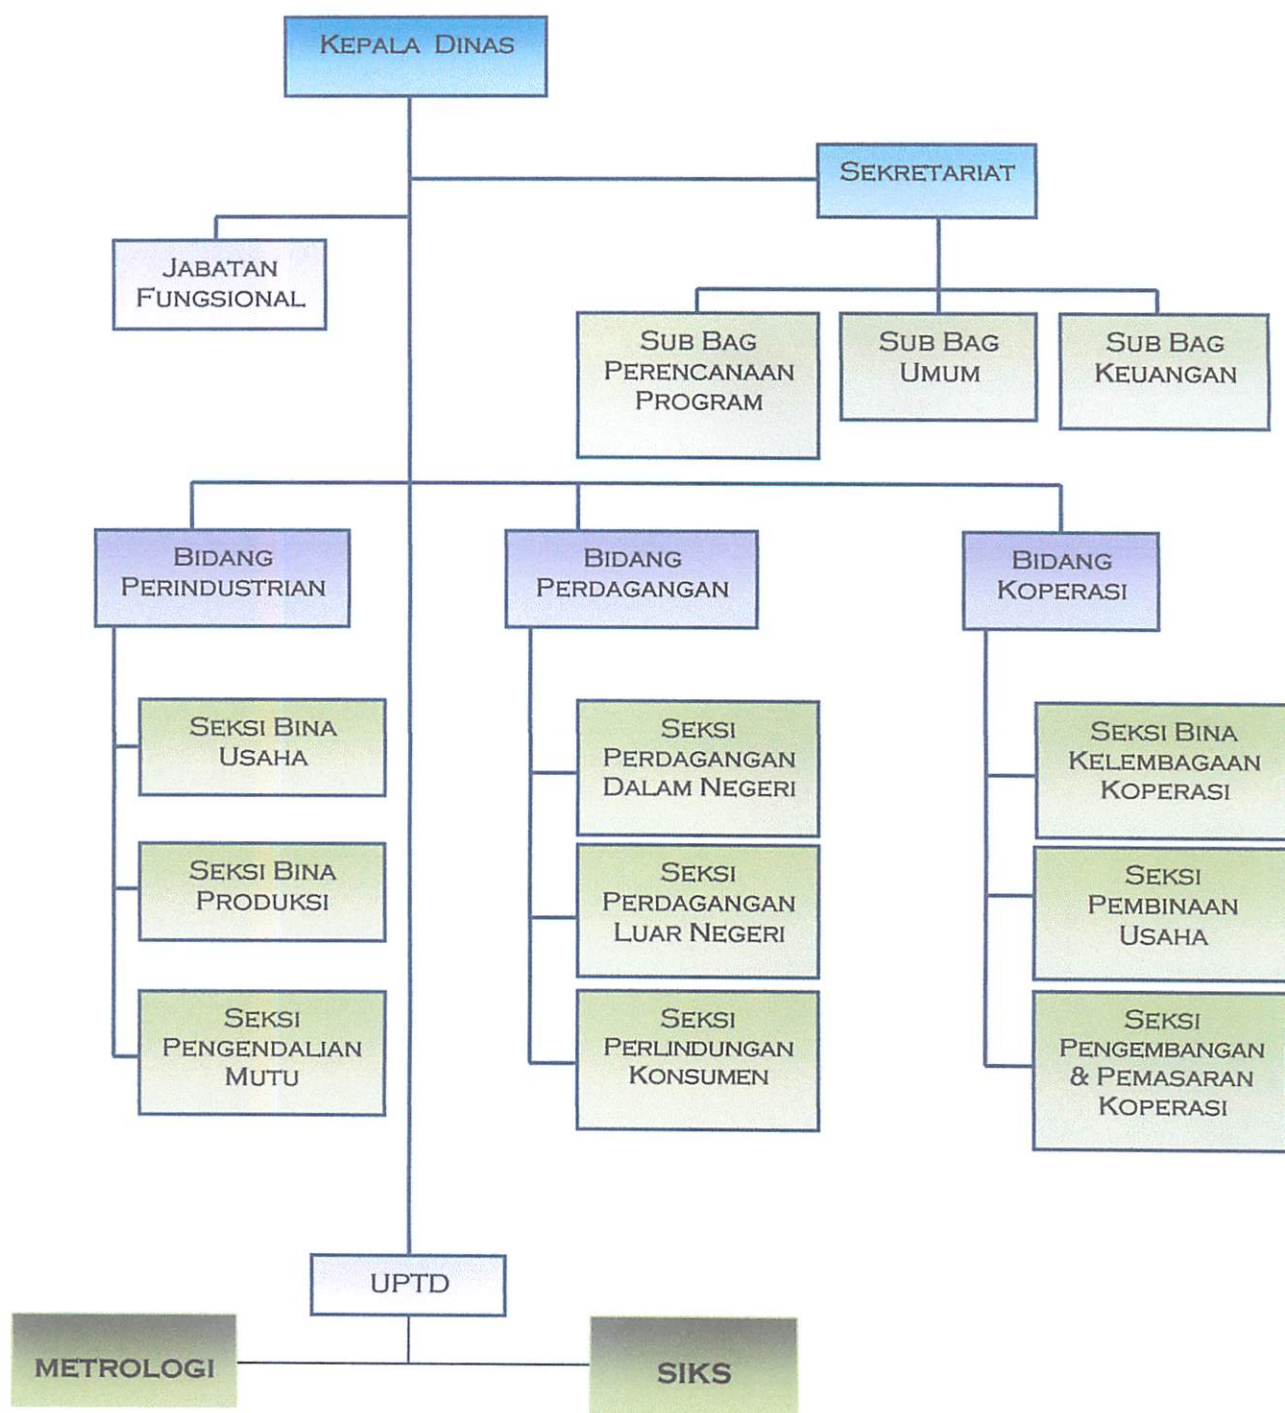 KEPALA DINAS
SEKRETARIAT
JABATAN
FUNGSIONAL
SUB BAG
PERENCANAAN
PROGRAM
SUB BAG
UMUM
SUB BAG
KEUANGAN
BIDANG
PERINDUSTRIAN
BIDANG
PERDAGANGAN
BIDANG
KOPERASI
SEKSI BINA
USAHA
SEKSI BINA
PRODUKSI
SEKSI
PENGENDALIAN
MUTU
SEKSI
PERDAGANGAN
DALAM NEGERI
SEKSI
PERDAGANGAN
LUAR NEGERI
SEKSI
PERLINDUNGAN
KONSUMEN
SEKSI BINA
KELEMBAGAAN
KOPERASI
SEKSI
PEMBINAAN
USAHA
SEKSI
PENGEMBANGAN
& PEMASARAN
KOPERASI
UPTD
METROLOGI
SIKS